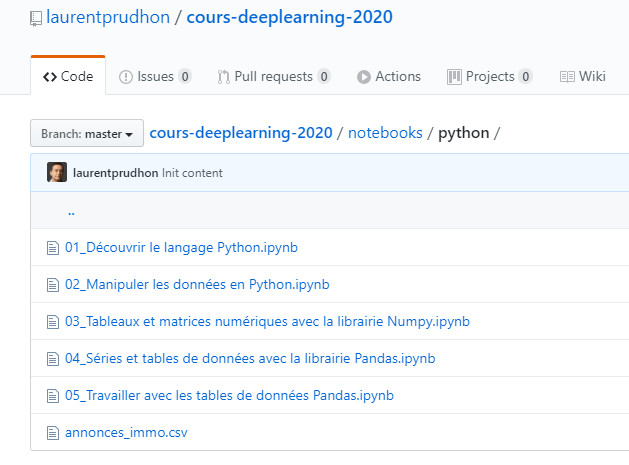 laurentprudhon / cours-deeplearning-2020
Code Issues 0 Pull requests 0 Actions Projects 0 Wiki
Branch: master cours-deeplearning-2020 / notebooks / python /
laurentprudhon Init content
..
01_Découvrir le langage Python.ipynb
02_Manipuler les données en Python.ipynb
03_Tableaux et matrices numériques avec la librairie Numpy.ipynb
04_Séries et tables de données avec la librairie Pandas.ipynb
05_Travailler avec les tables de données Pandas.ipynb
annonces_immo.csv